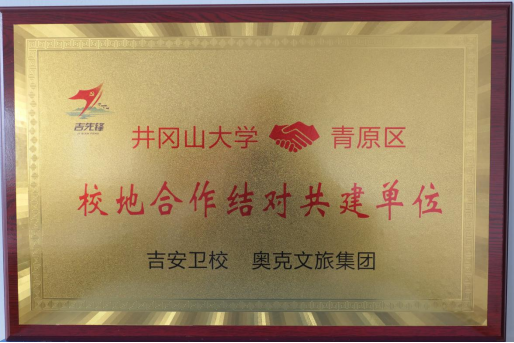 吉先锋
井冈山大学 青原区
校地合作结对共建单位
吉安卫校 奥克文旅集团